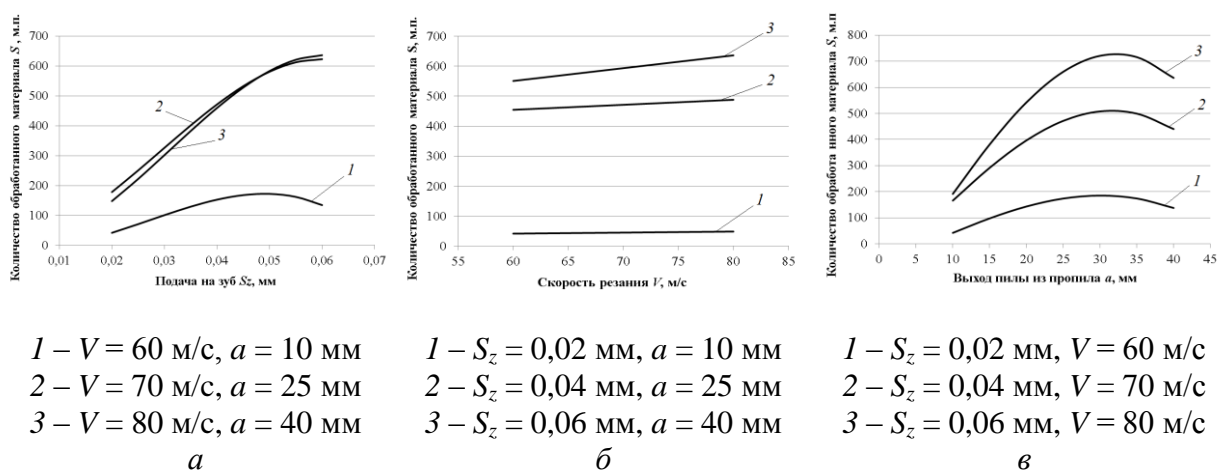 Количество обработанного материала S, м.п.
700
600
500
400
300
200
100
0
0,01 0,02 0,03 0,04 0,05 0,06 0,07
Подача на зуб Sz, мм
2
3
1
Количество обработанного материала S, м.п.
700
600
500
400
300
200
100
0
55 60 65 70 75 80 85
Скорость резания V, м/с
3
2
1
Количество обработа нного материала S, м.п
800
700
600
500
400
300
200
100
0
0 5 10 15 20 25 30 35 40 45
Выход пилы из пропила a, мм
3
2
1
1 – V = 60 м/с, a = 10 мм
2 – V = 70 м/с, a = 25 мм
3 – V = 80 м/с, a = 40 мм
а
1 – Sz = 0,02 мм, a = 10 мм
2 – Sz = 0,04 мм, a = 25 мм
3 – Sz = 0,06 мм, a = 40 мм
б
1 – Sz = 0,02 мм, V = 60 м/с
2 – Sz = 0,04 мм, V = 70 м/с
3 – Sz = 0,06 мм, V = 80 м/с
в